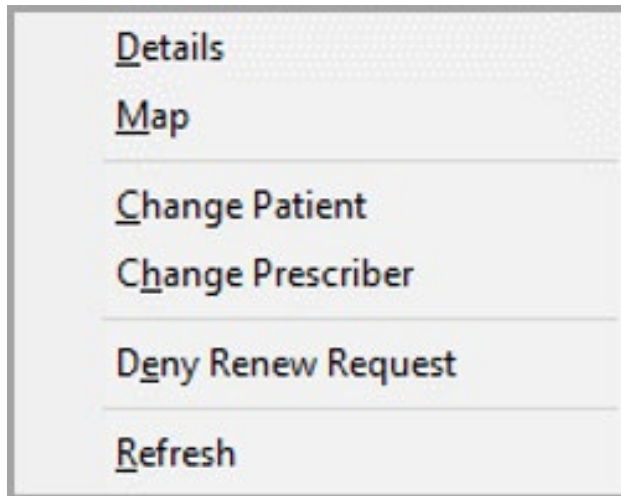 Details
Map
Change Patient
Change Prescriber
Deny Renew Request
Refresh